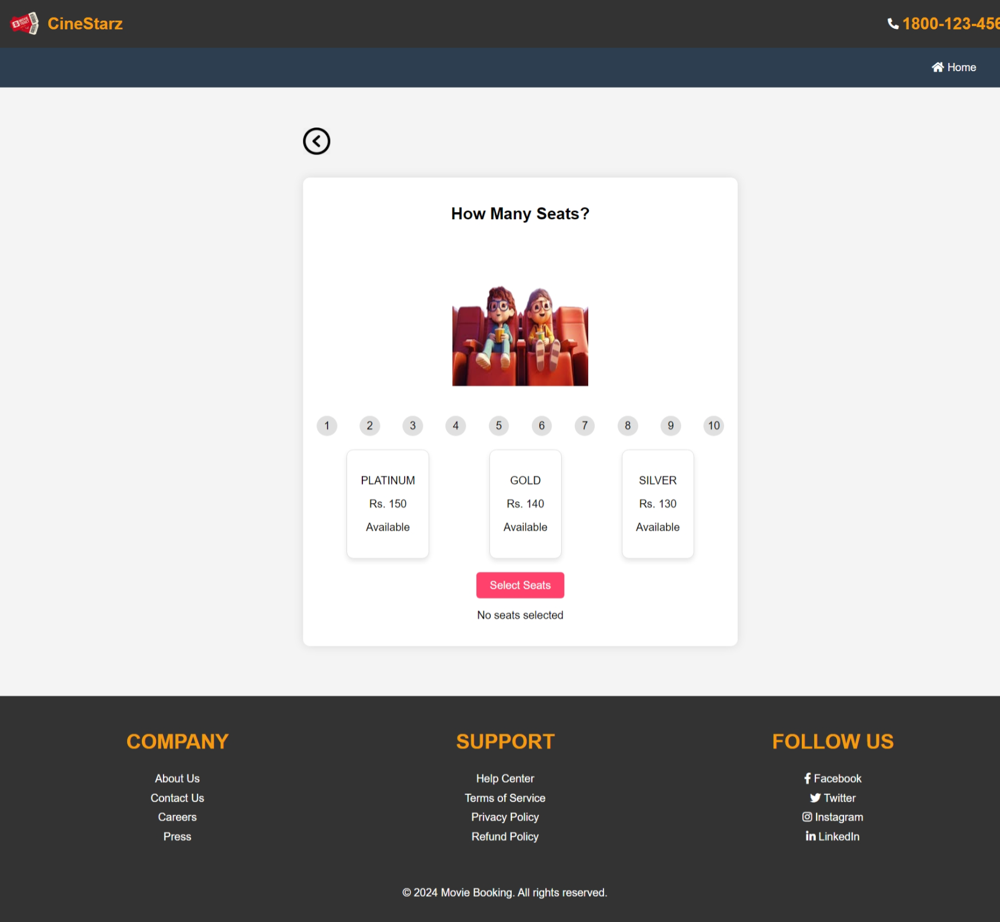 CineStarz
1800-123-456
Home
How Many Seats?
1 2 3 4 5 6 7 8 9 10
PLATINUM
Rs. 150
Available
GOLD
Rs. 140
Available
SILVER
Rs. 130
Available
Select Seats
No seats selected
COMPANY
About Us
Contact Us
Careers
Press
SUPPORT
Help Center
Terms of Service
Privacy Policy
Refund Policy
FOLLOW US
Facebook
Twitter
Instagram
LinkedIn
© 2024 Movie Booking. All rights reserved.